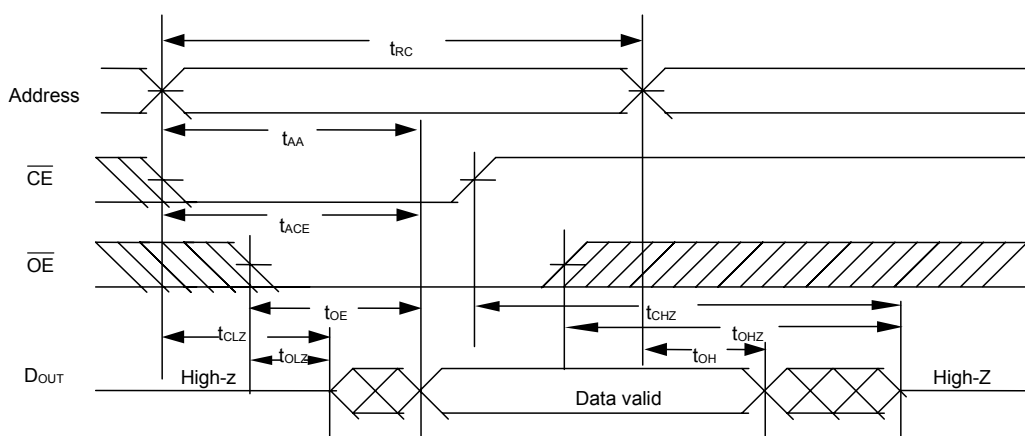 tRC
Address
tAA
CE
tACE
OE
tOE
tCHZ
tCLZ
tOHZ
tOLZ
tOH
DOUT
High-z
Data valid
High-Z